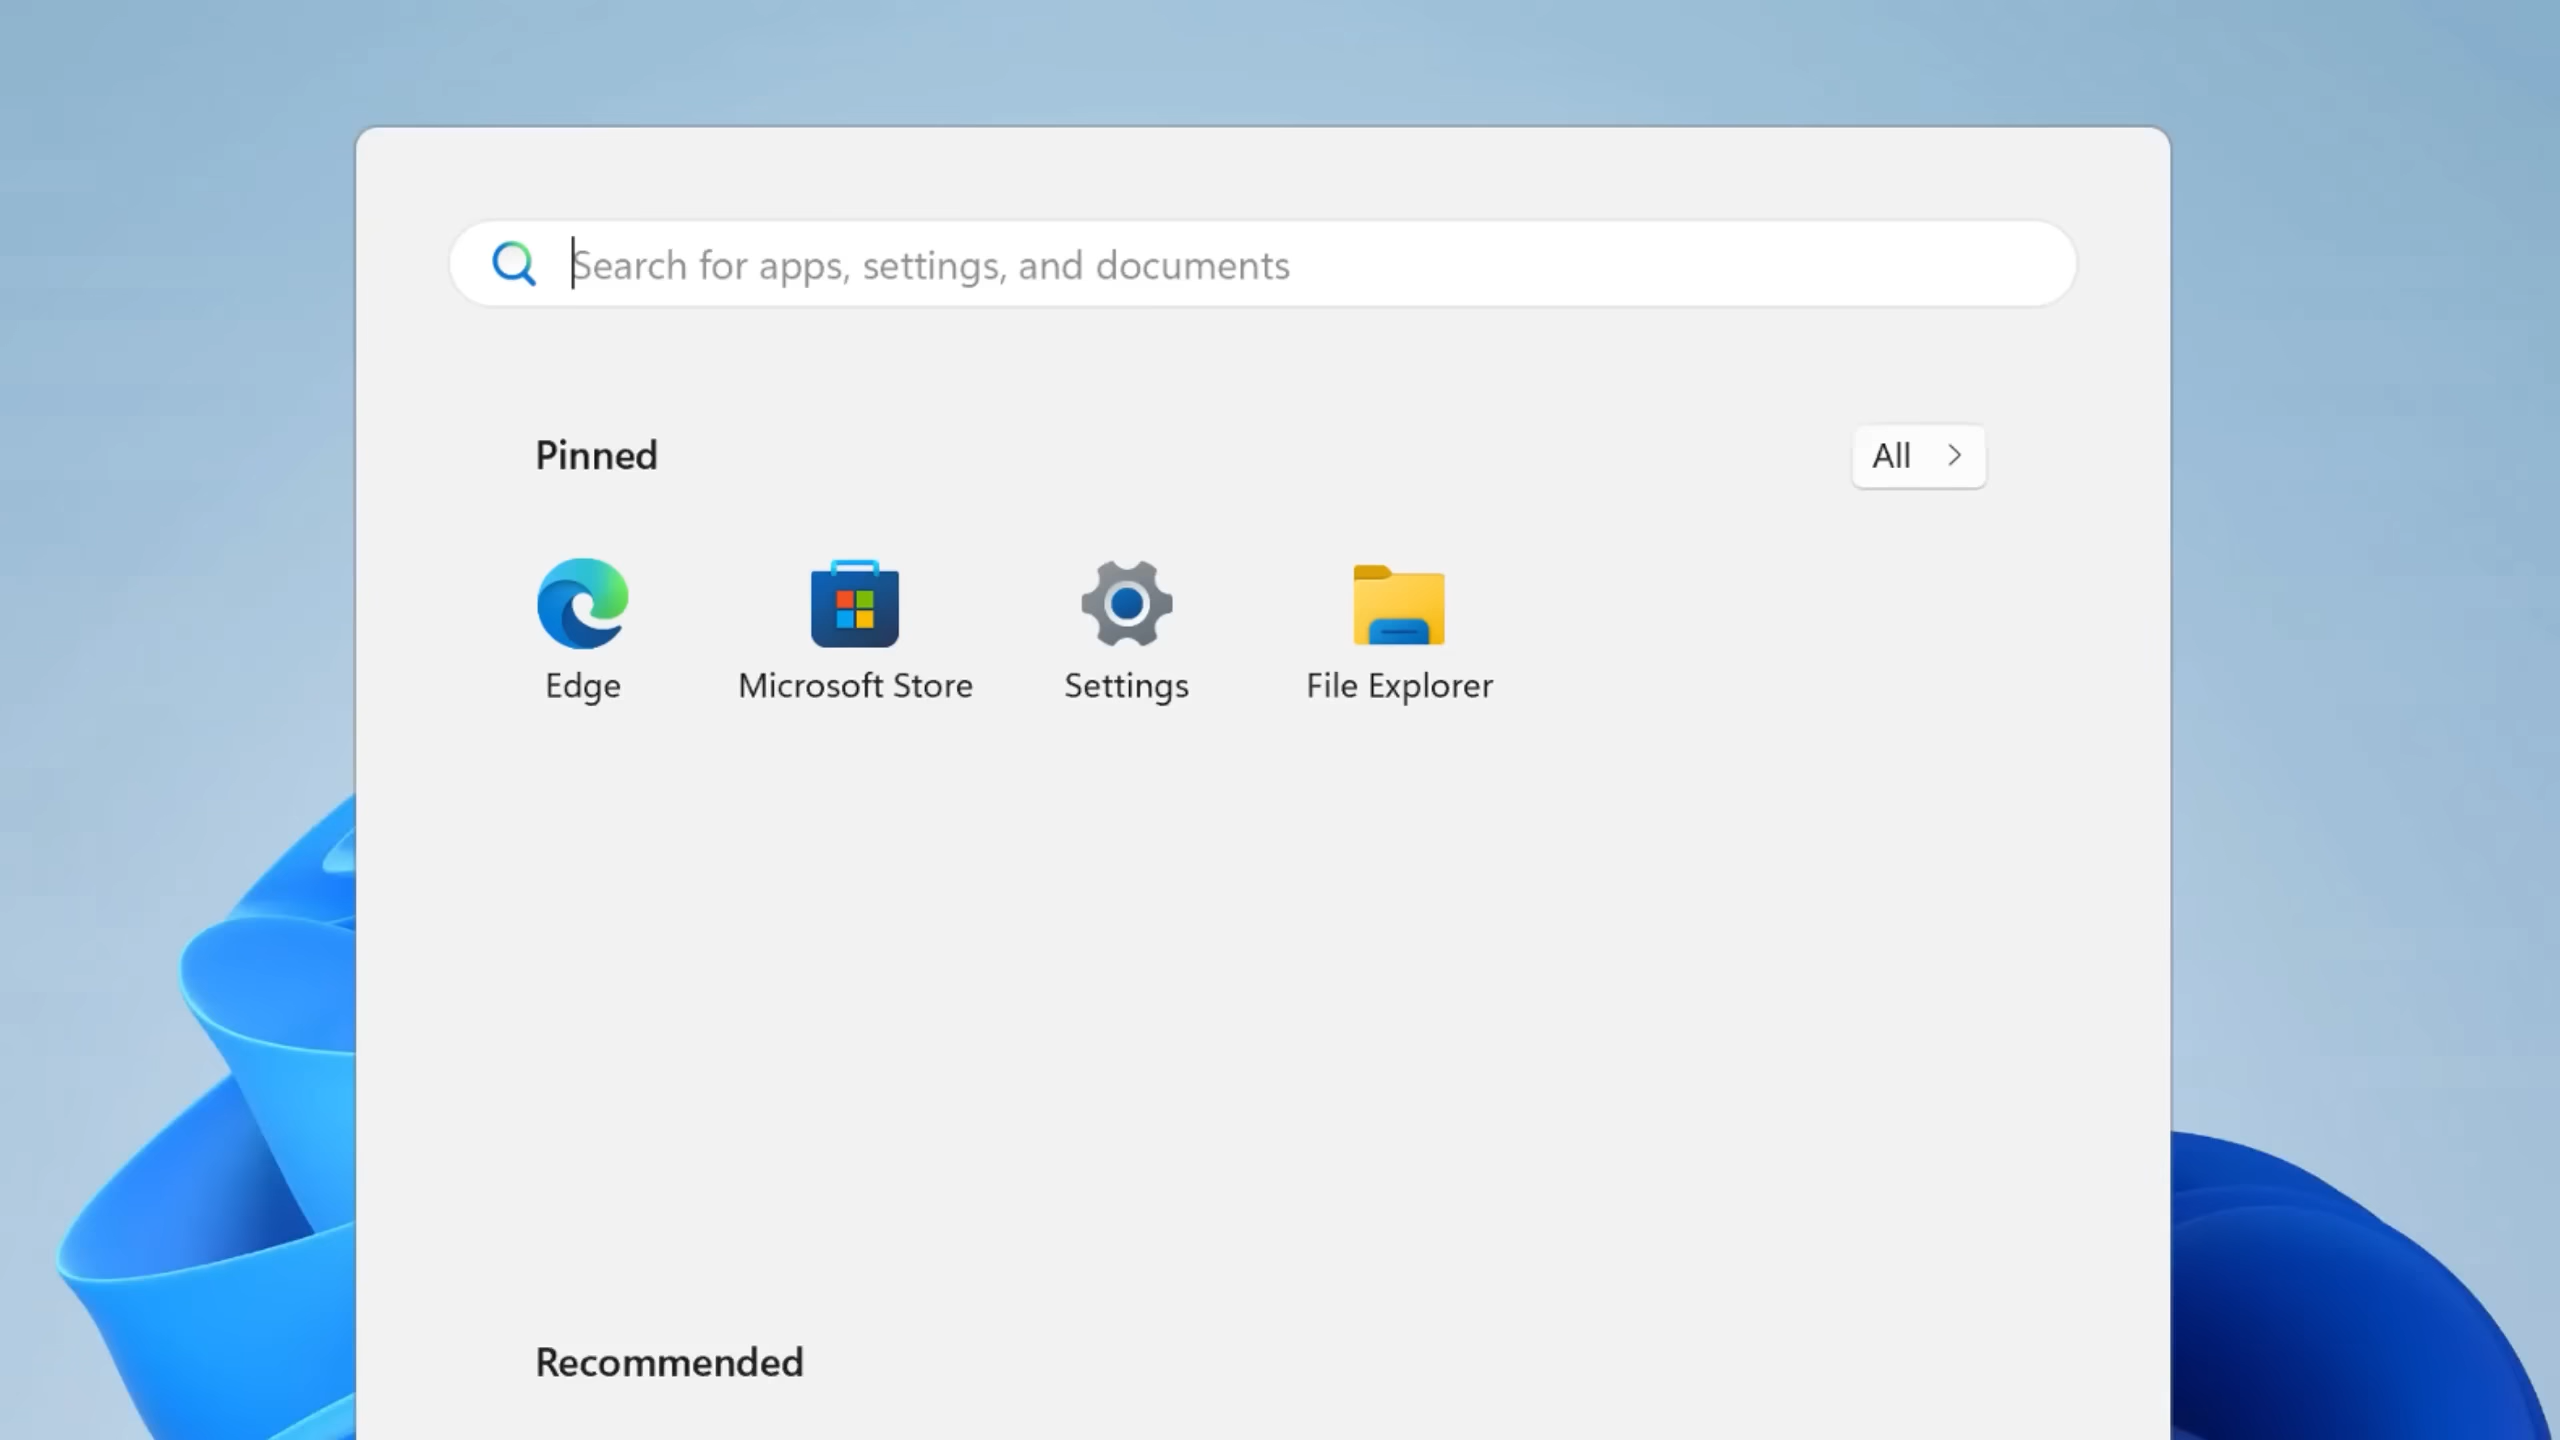 Search for apps, settings, and documents
Pinned
All
Edge
Microsoft Store
Settings
File Explorer
Recommended